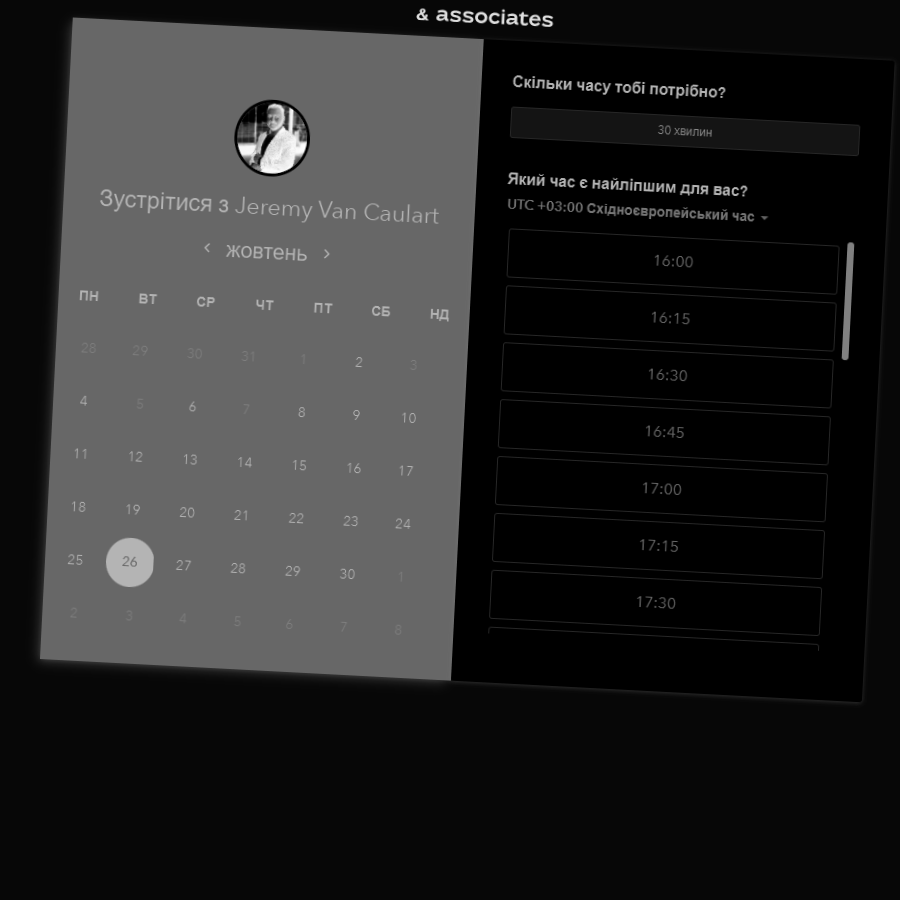 & associates
Зустрітися з Jeremy Van Caulart
жовтень
ПН ВТ СР ЧТ ПТ СБ НД
28 29 30 31 1 2 3
4 5 6 7 8 9 10
11 12 13 14 15 16 17
18 19 20 21 22 23 24
25 26 27 28 29 30 1
2 3 4 5 6 7 8
Скільки часу тобі потрібно?
30 хвилин
Який час є найліпшим для вас?
UTC +03:00 Східноєвропейський час
16:00
16:15
16:30
16:45
17:00
17:15
17:30